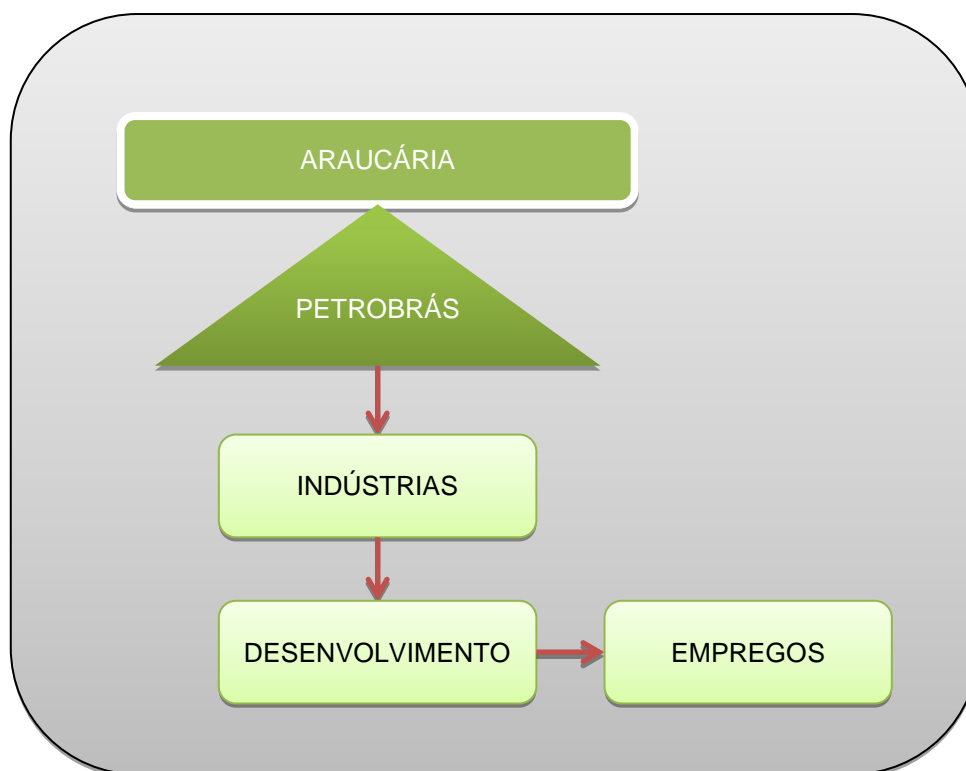 ARAUCÁRIA
PETROBRÁS
INDÚSTRIAS
DESENVOLVIMENTO
EMPREGOS